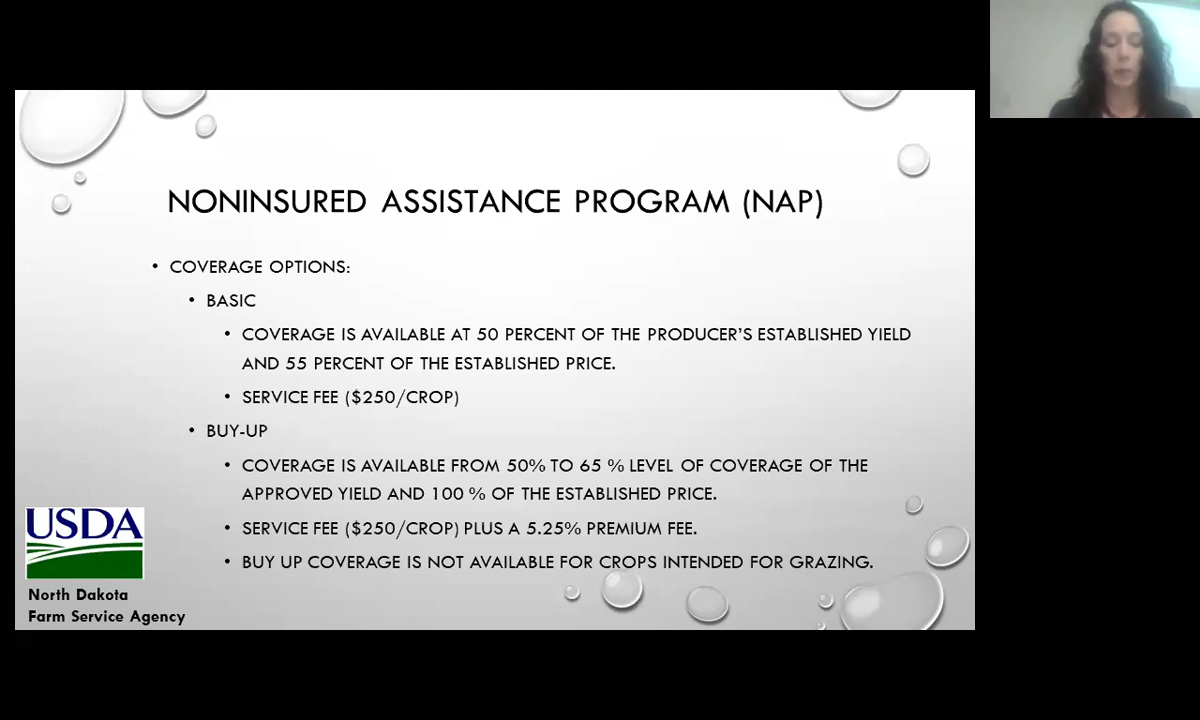 NONINSURED ASSISTANCE PROGRAM (NAP)
• COVERAGE OPTIONS:
• BASIC
• COVERAGE IS AVAILABLE AT 50 PERCENT OF THE PRODUCER'S ESTABLISHED YIELD
AND 55 PERCENT OF THE ESTABLISHED PRICE.
• SERVICE FEE ($250/CROP)
• BUY-UP
• COVERAGE IS AVAILABLE FROM 50% TO 65 % LEVEL OF COVERAGE OF THE
APPROVED YIELD AND 100 % OF THE ESTABLISHED PRICE.
• SERVICE FEE ($250/CROP) PLUS A 5.25% PREMIUM FEE.
• BUY UP COVERAGE IS NOT AVAILABLE FOR CROPS INTENDED FOR GRAZING.
USDA
North Dakota
Farm Service Agency